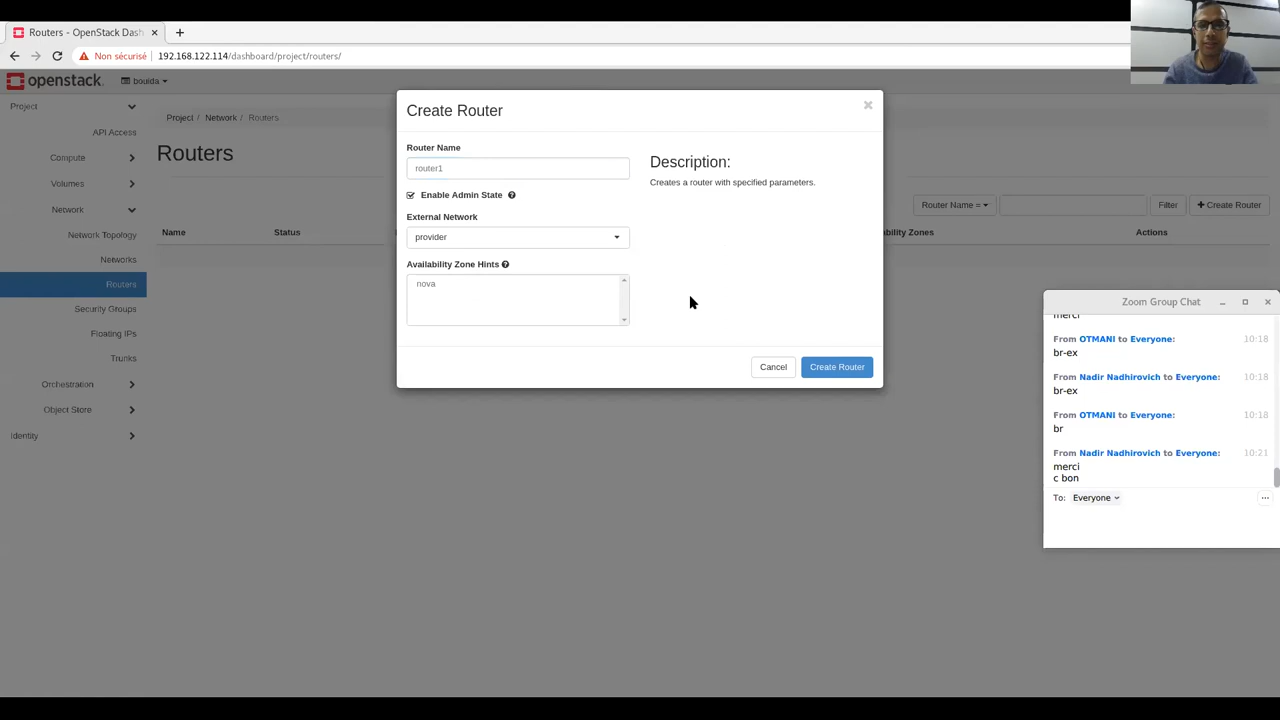 Routers - OpenStack Dash
Non sécurisé
192.168.122.114/dashboard/project/routers/
openstack.
bouida
Project
API Access
Compute
Volumes
Network
Network Topology
Networks
Routers
Security Groups
Floating IPs
Trunks
Orchestration
Object Store
Identity
Project / Network / Routers
Routers
Router Name =
Filter
Create Router
Name
Status
bility Zones
Actions
Create Router
Router Name
router1
Enable Admin State
External Network
provider
Availability Zone Hints
nova
Description:
Creates a router with specified parameters.
Cancel
Create Router
Zoom Group Chat
merci
From OTMANI to Everyone: 10:18
br-ex
From Nadir Nadhirovich to Everyone: 10:18
br-ex
From OTMANI to Everyone: 10:18
br
From Nadir Nadhirovich to Everyone: 10:21
merci
c bon
To: Everyone